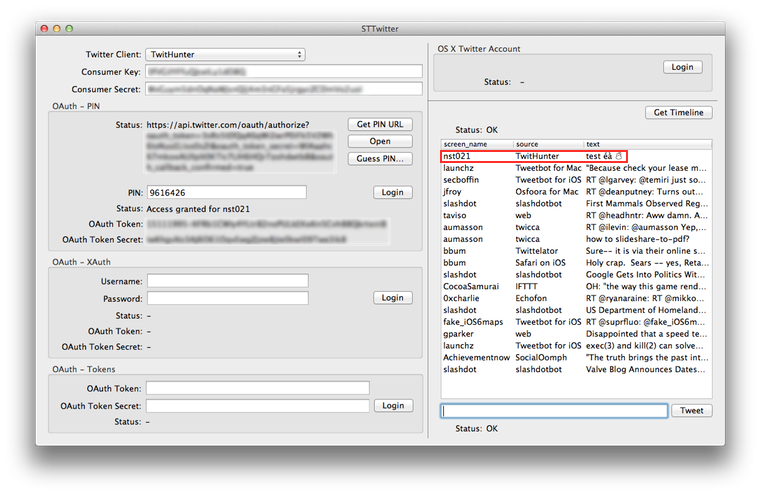 STTwitter
Twitter Client: TwitHunter
Consumer Key:
Consumer Secret:
OAuth - PIN
Status: https://api.twitter.com/oauth/authorize?
Get PIN URL
Open
Guess PIN...
PIN: 9616426 Login
Status: Access granted for nst021
OAuth Token:
OAuth Token Secret:
OAuth - XAuth
Username:
Password: Login
Status: -
OAuth Token: -
OAuth Token Secret: -
OAuth - Tokens
OAuth Token:
OAuth Token Secret: Login
Status: -
OS X Twitter Account
Login
Status: -
Get Timeline
Status: OK
screen_name source text
nst021 TwitHunter test éà
launchz Tweetbot for Mac "Because check your lease m...
secboffin Tweetbot for iOS RT @lgarvey: @temiri just so...
jfroy Osfoora for Mac RT @deanputney: Turns out...
slashdot slashdotbot First Mammals Observed Reg...
taviso web RT @headhntr: Aww damn. A...
aumasson twicca RT @ilevin: @aumasson Yep,...
aumasson twicca how to slideshare-to-pdf?
bbum Twittelator Sure-- it is via their online s...
bbum Safari on iOS Holy crap. Sears -- yes, Reta...
slashdot slashdotbot Google Gets Into Politics Wit...
CocoaSamurai IFTTT OH: "the way this game rend...
0xcharlie Echofon RT @ryanaraine: RT @mikko...
slashdot slashdotbot US Department of Homeland...
fake_iOS6maps Tweetbot for iOS RT @suprfluo: @fake_iOS6m...
gparker web Disappointed that a speed te...
launchz Tweetbot for Mac exec(3) and kill(2) can solve...
Achievementnow SocialOomph "The truth brings the past int...
slashdot slashdotbot Valve Blog Announces Dates...
Tweet
Status: OK